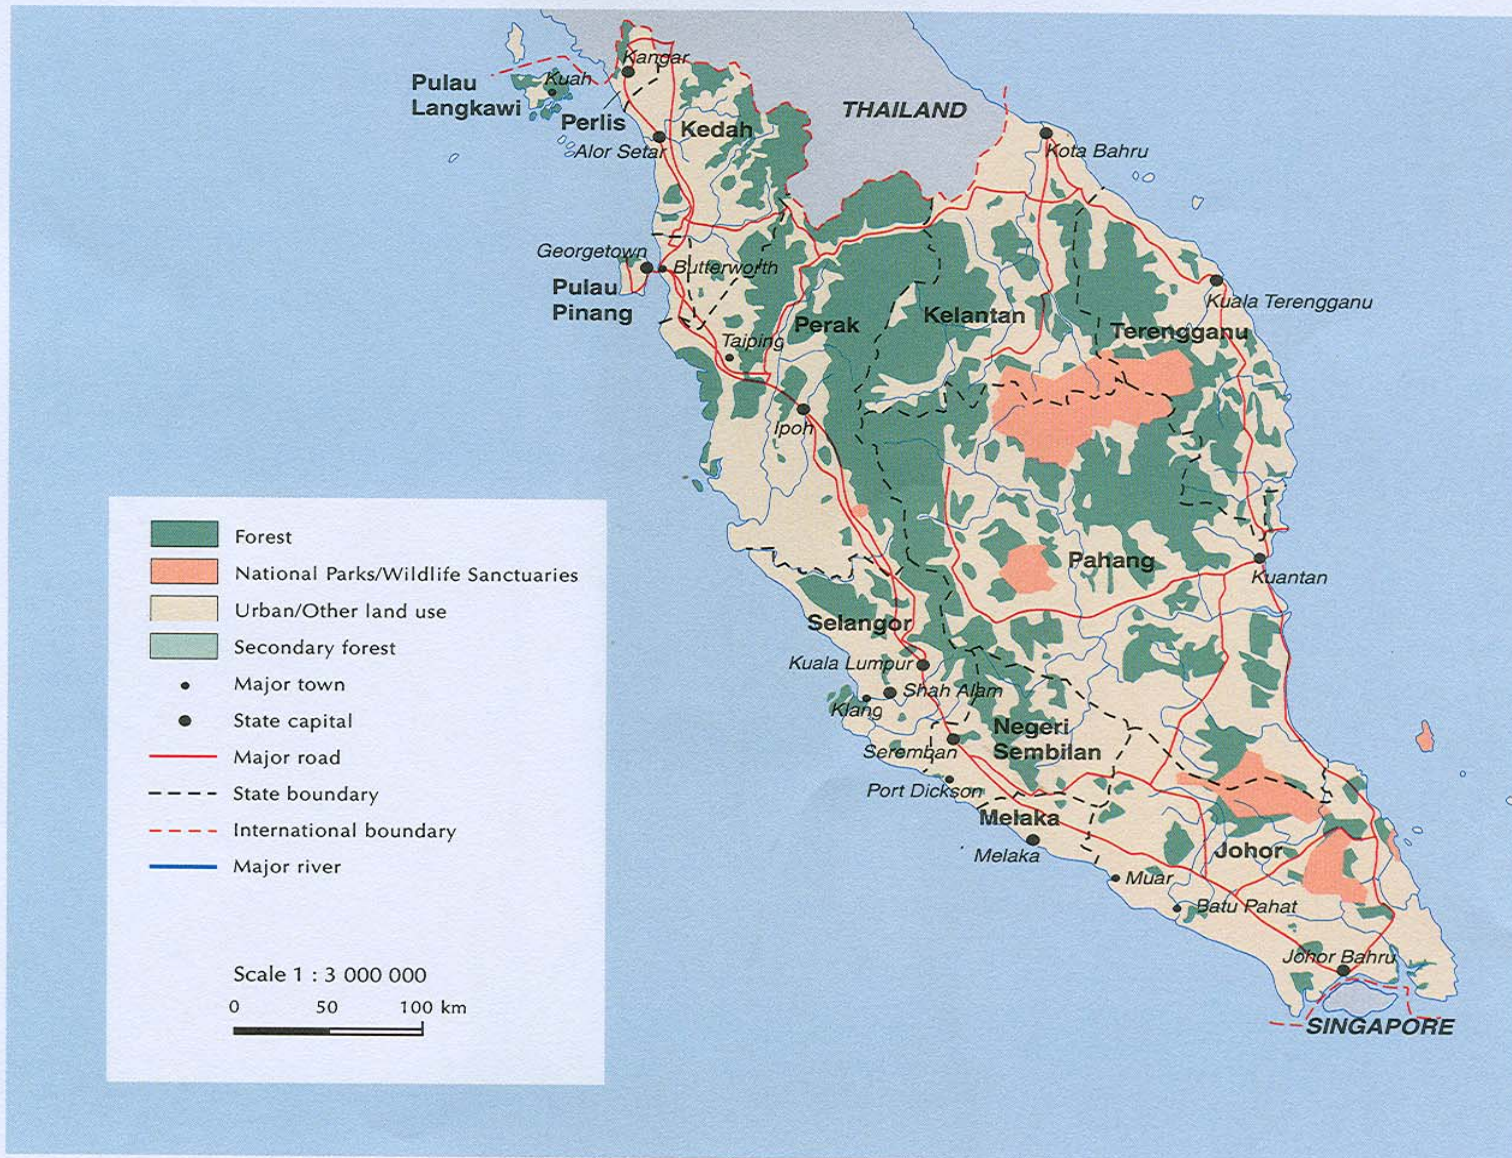 Kangar
Pulau
Langkawi
Kuah
Perlis
Kedah
Alor Setar
THAILAND
Kota Bahru
Georgetown
Butterworth
Pulau
Pinang
Kuala Terengganu
Perak
Kelantan
Terengganu
Taiping
Ipoh
Pahang
Kuantan
Selangor
Kuala Lumpur
Shah Alam
Klang
Negeri
Sembilan
Seremban
Port Dickson
Melaka
Melaka
Johor
Muar
Batu Pahat
Johor Bahru
SINGAPORE
Forest
National Parks/Wildlife Sanctuaries
Urban/Other land use
Secondary forest
Major town
State capital
Major road
State boundary
International boundary
Major river
Scale 1 : 3 000 000
0 50 100 km